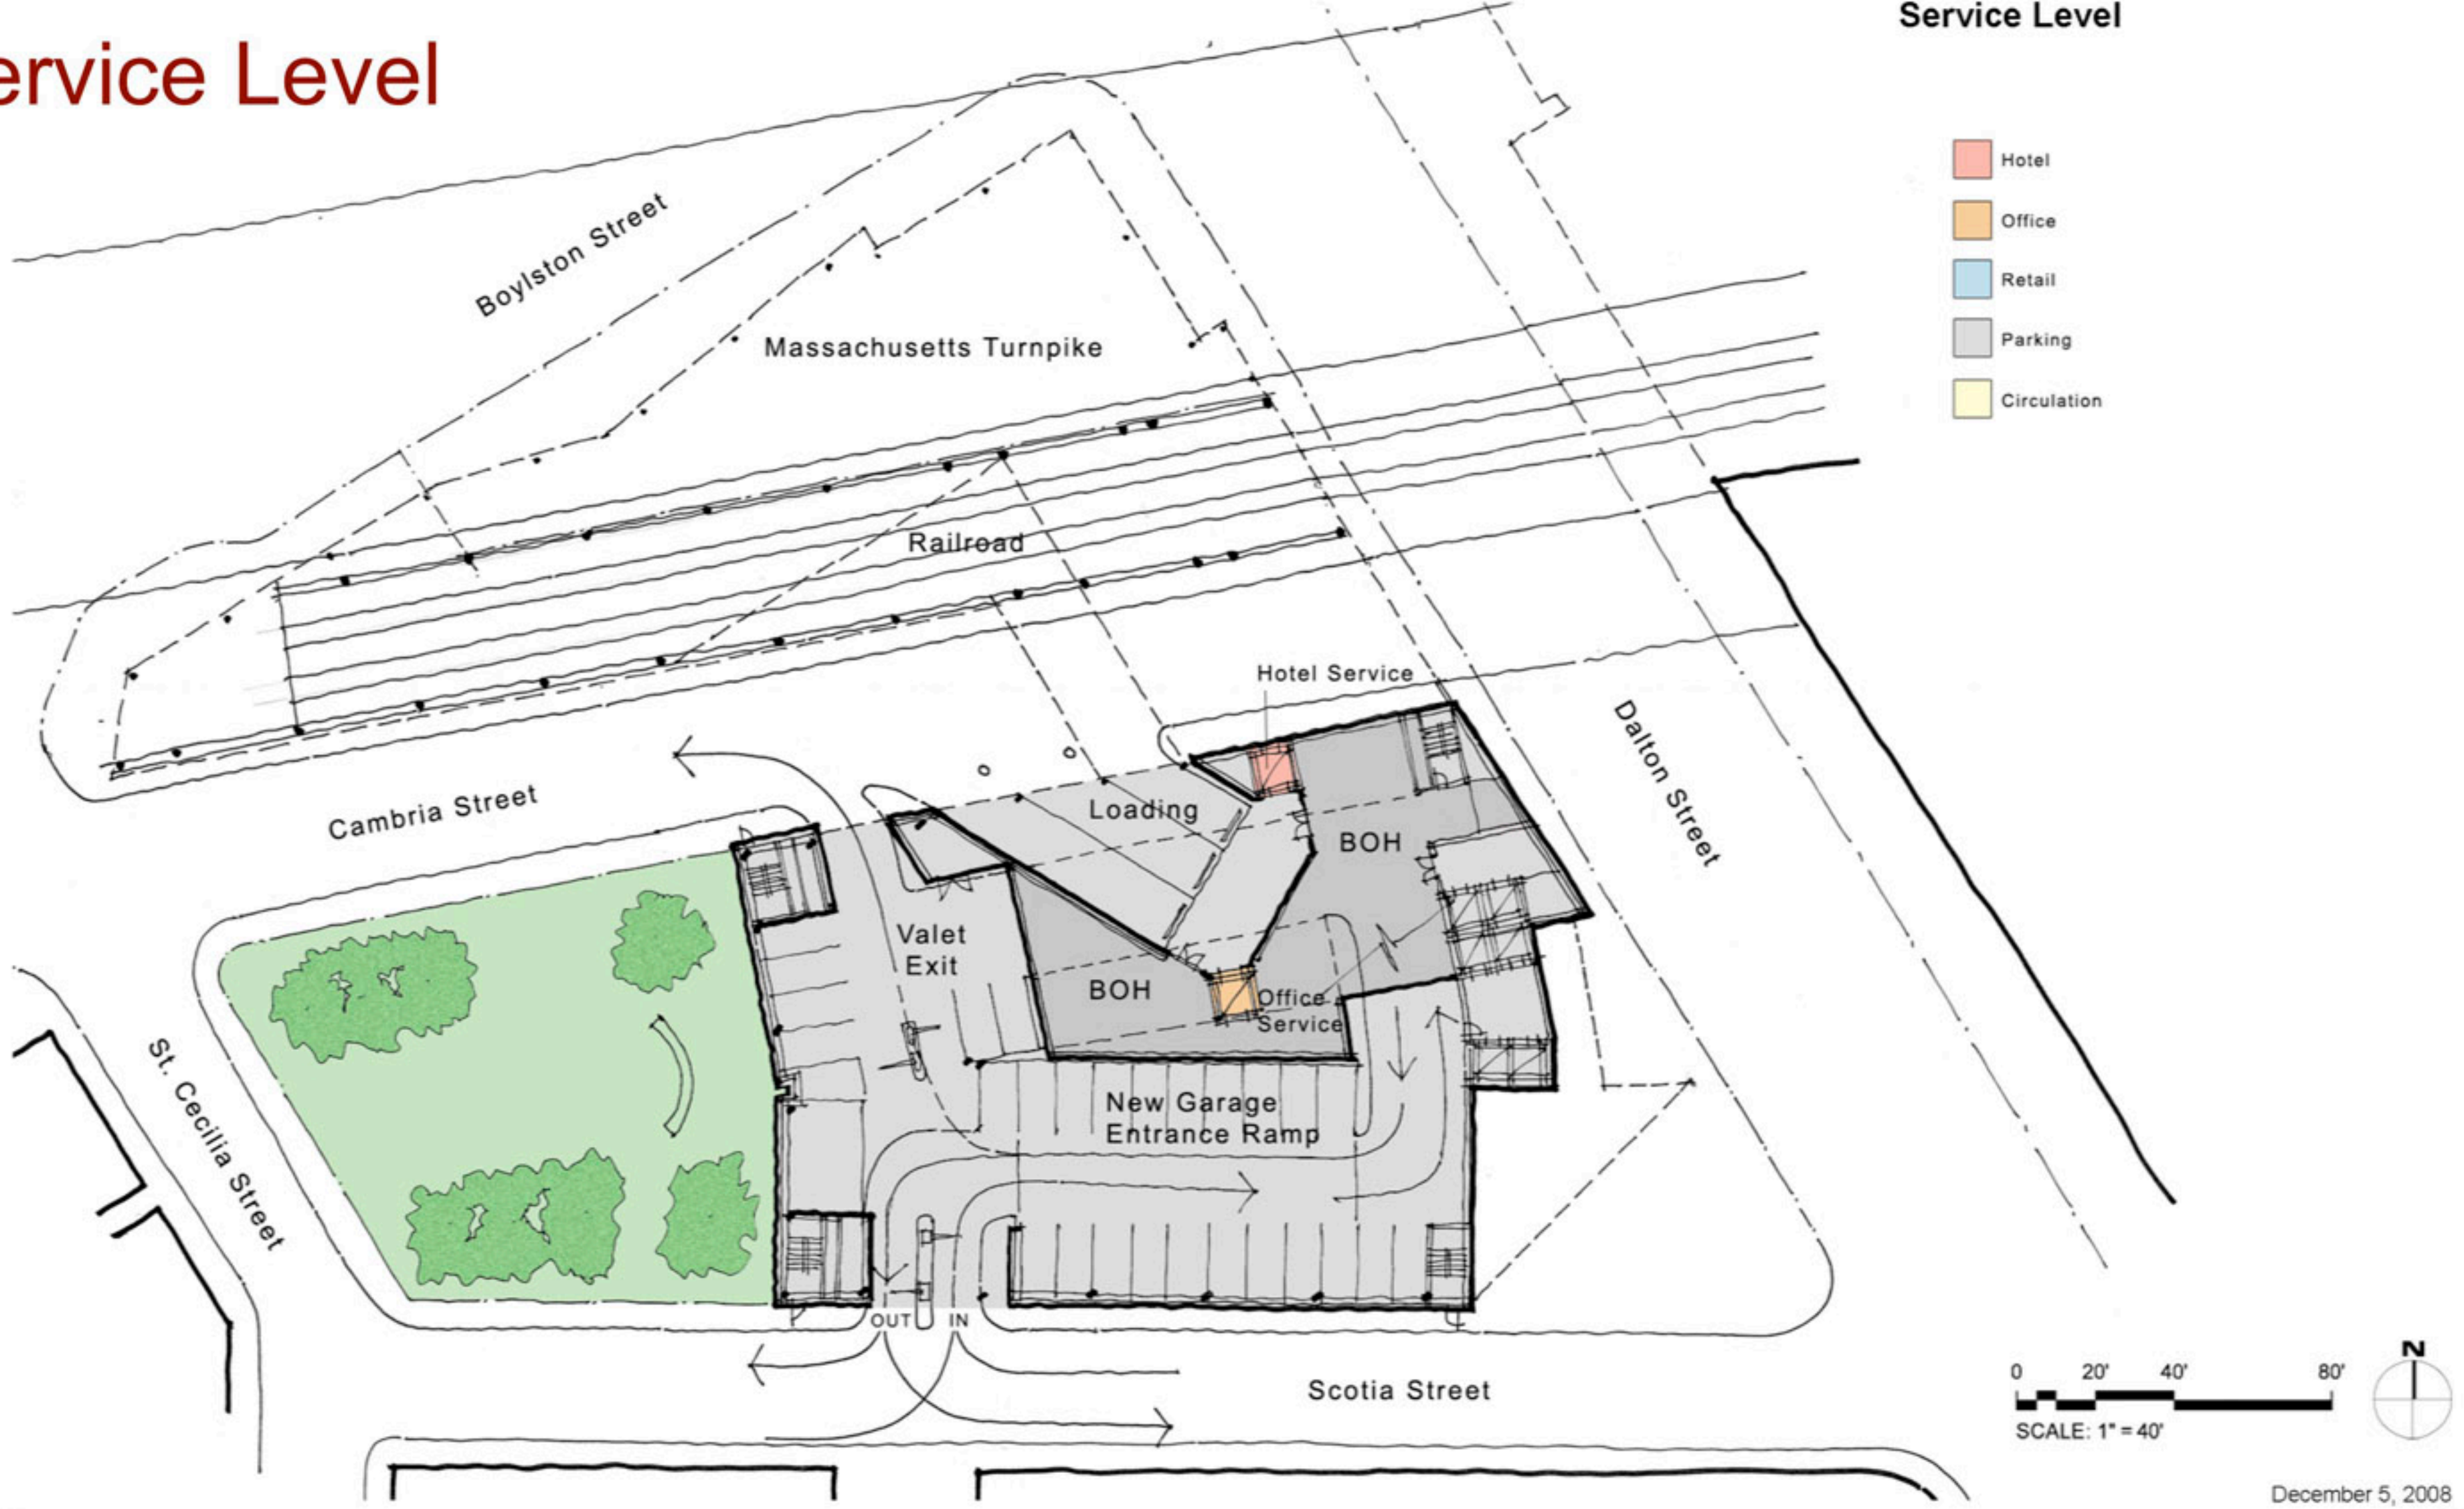 ervice Level
Service Level
Hotel
Office
Retail
Parking
Circulation
Boylston Street
Massachusetts Turnpike
Railroad
Hotel Service
Dalton Street
Cambria Street
Loading
BOH
Valet
Exit
BOH
Office
Service
St. Cecilia Street
New Garage
Entrance Ramp
OUT
IN
Scotia Street
N
0 20' 40' 80'
SCALE: 1" = 40'
December 5, 2008